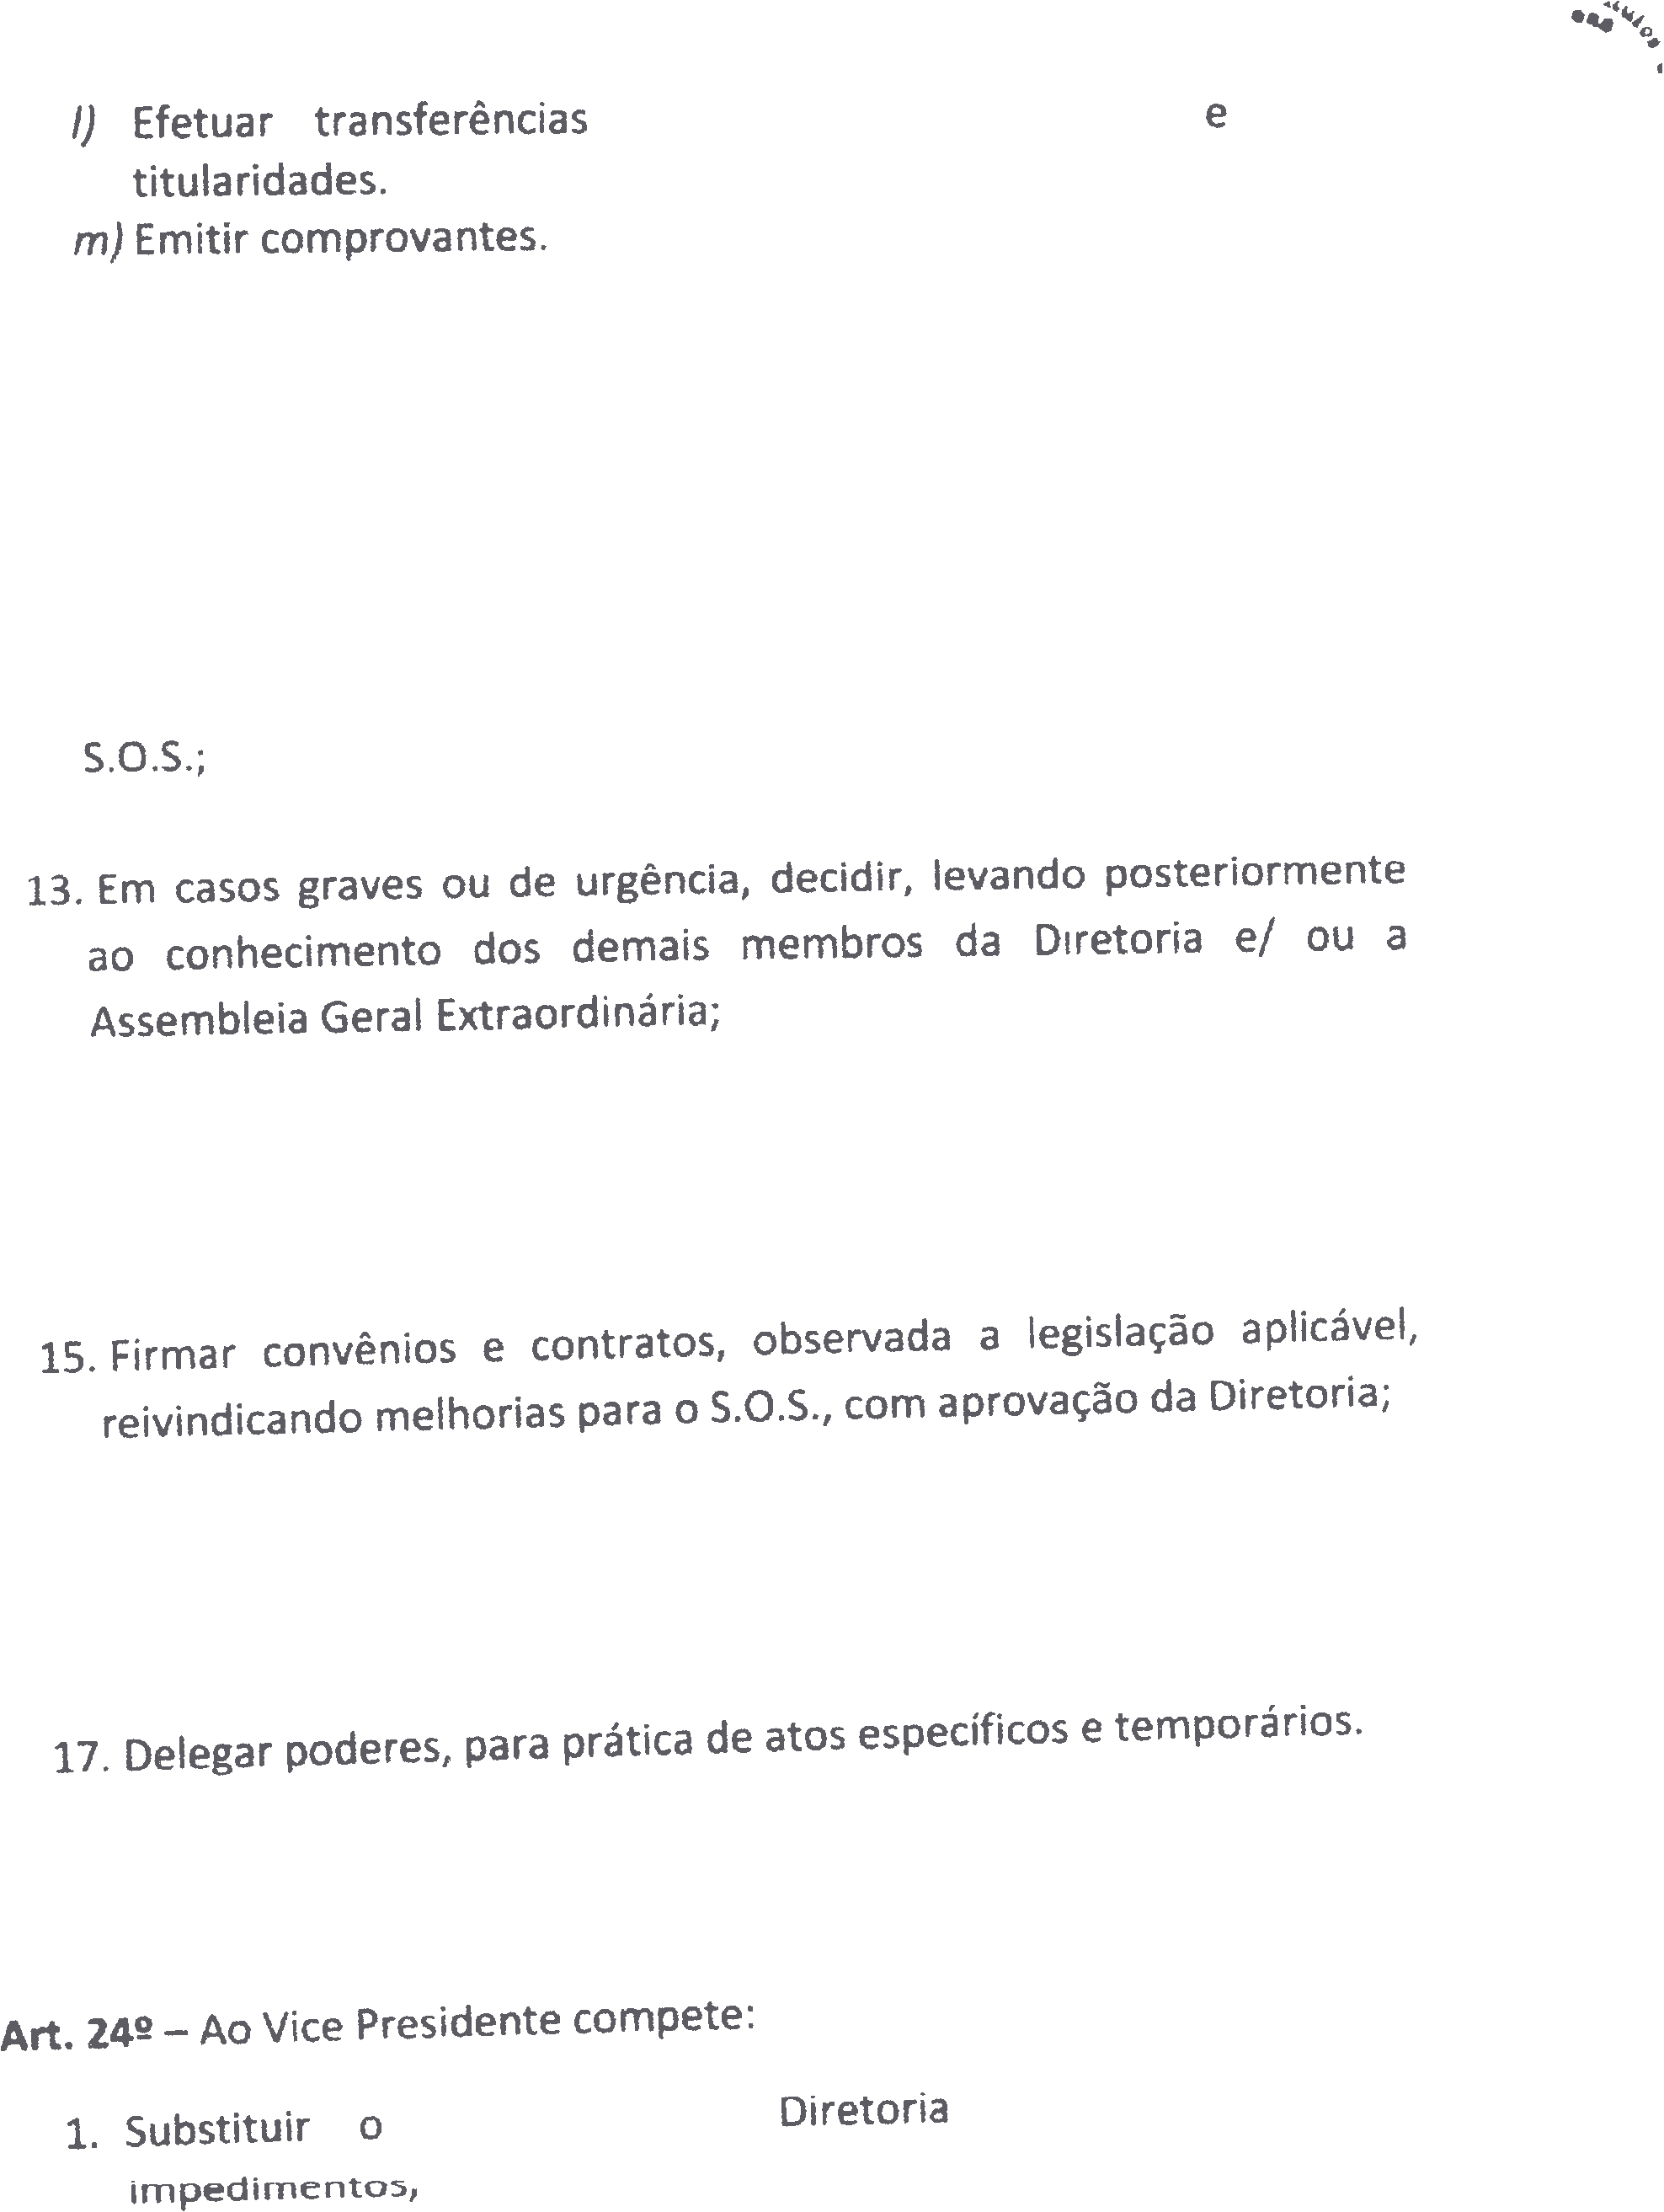 l) Efetuar transferências e
titularidades.
m) Emitir comprovantes.
S.O.S.;
13. Em casos graves ou de urgência, decidir, levando posteriormente
ao conhecimento dos demais membros da Diretoria e/ ou a
Assembleia Geral Extraordinária;
15. Firmar convênios e contratos, observada a legislação aplicável,
reivindicando melhorias para o S.O.S., com aprovação da Diretoria;
17. Delegar poderes, para prática de atos específicos e temporários.
Art. 24º – Ao Vice Presidente compete:
1. Substituir o Diretoria
impedimentos,